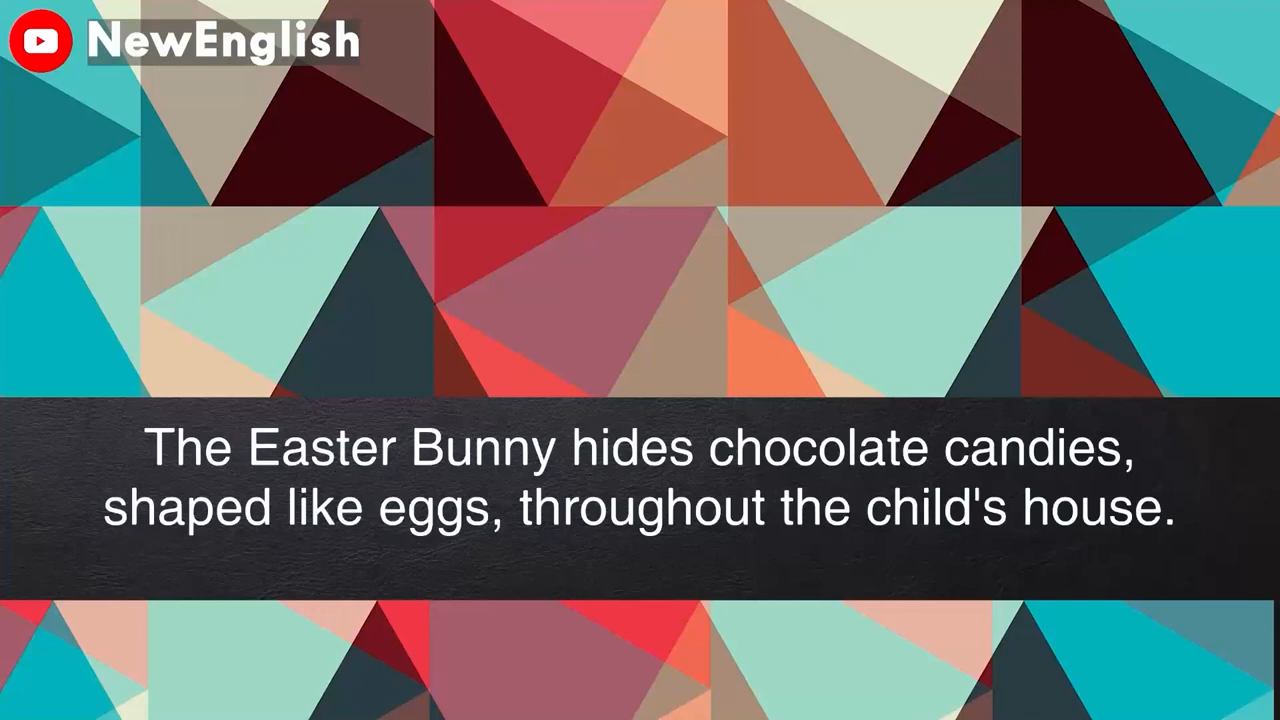 NewEnglish
The Easter Bunny hides chocolate candies,
shaped like eggs, throughout the child's house.